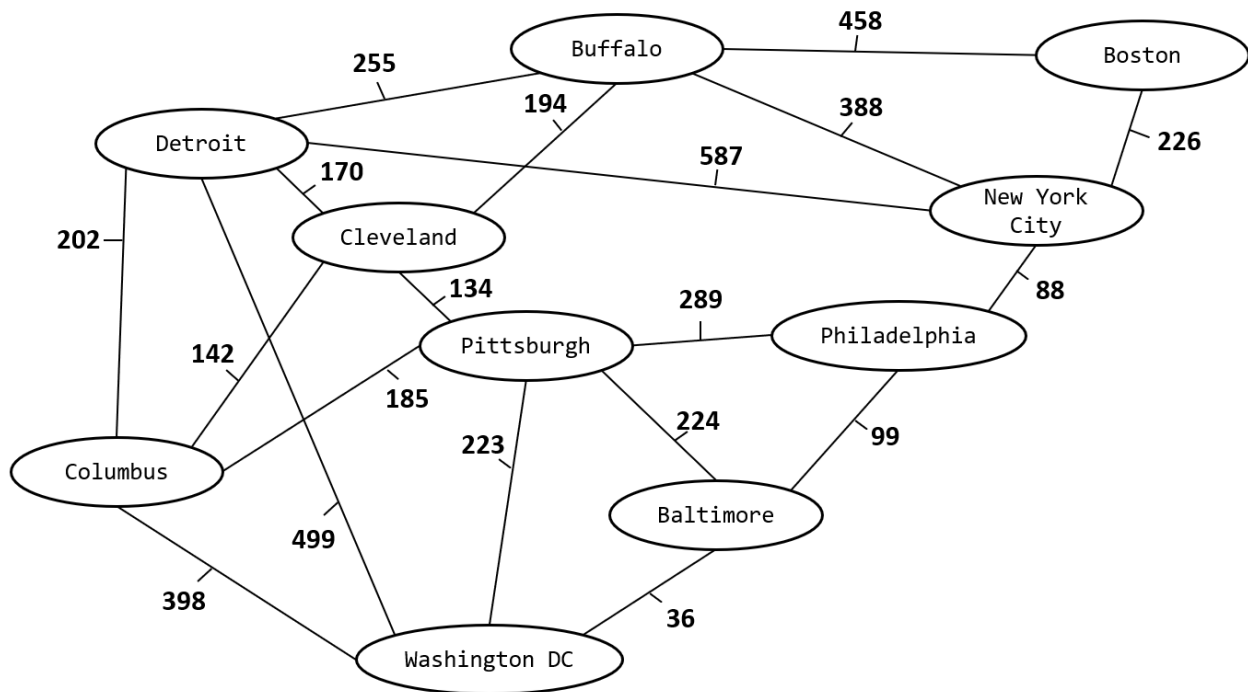 458
Buffalo
Boston
255
194
388
Detroit
226
587
170
New York
City
202
Cleveland
134
289
88
Philadelphia
Pittsburgh
142
185
224
99
223
Columbus
Baltimore
499
398
36
Washington DC